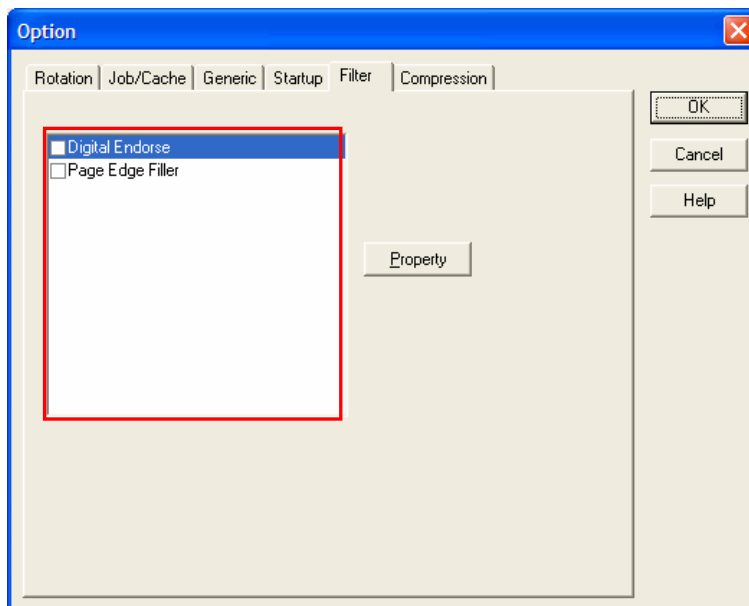 Option
Rotation Job/Cache Generic Startup Filter Compression
OK
Digital Endorse
Cancel
Page Edge Filler
Help
Property